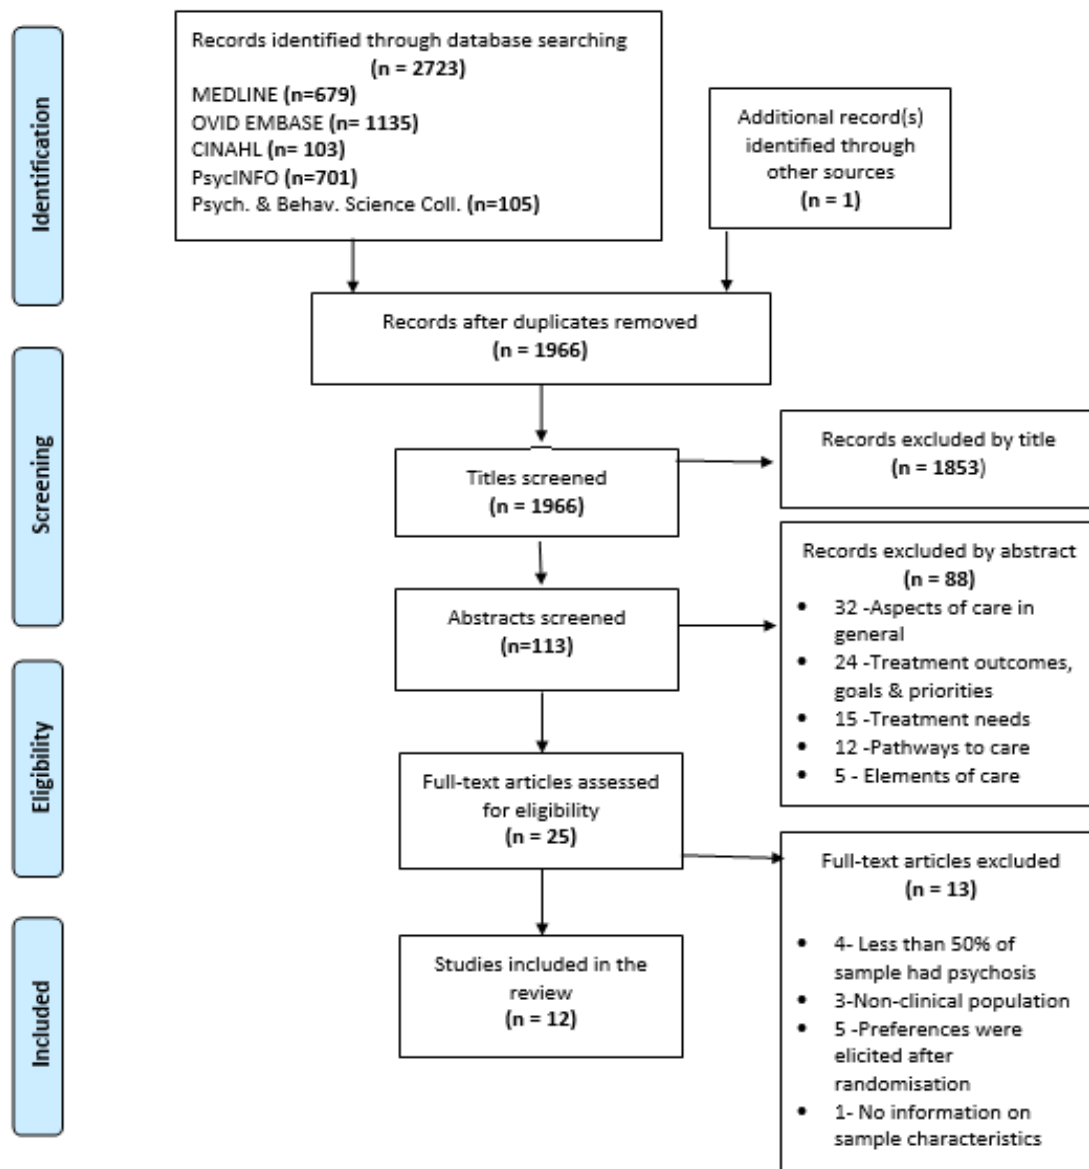 Identification
Records identified through database searching
(n = 2723)
MEDLINE (n=679)
OVID EMBASE (n= 1135)
CINAHL (n= 103)
PsycINFO (n=701)
Psych. & Behav. Science Coll. (n=105)
Additional record(s)
identified through
other sources
(n = 1)
Records after duplicates removed
(n = 1966)
Screening
Titles screened
(n = 1966)
Records excluded by title
(n = 1853)
Abstracts screened
(n=113)
Records excluded by abstract
(n = 88)
• 32 -Aspects of care in
general
• 24 -Treatment outcomes,
goals & priorities
• 15 -Treatment needs
• 12 -Pathways to care
• 5 - Elements of care
Eligibility
Full-text articles assessed
for eligibility
(n = 25)
Full-text articles excluded
(n = 13)
• 4- Less than 50% of
sample had psychosis
• 3-Non-clinical population
• 5 -Preferences were
elicited after
randomisation
• 1- No information on
sample characteristics
Included
Studies included in the
review
(n = 12)